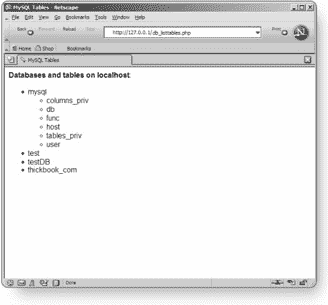 MySQL Tables - Netscape
File Edit View Go Bookmarks Tools Window Help
Back Reload http://127.0.0.1/db_listtables.php Print
Home Shop Bookmarks
MySQL Tables
Databases and tables on localhost:
mysql
columns_priv
db
func
host
tables_priv
user
test
testDB
thickbook_com
Done